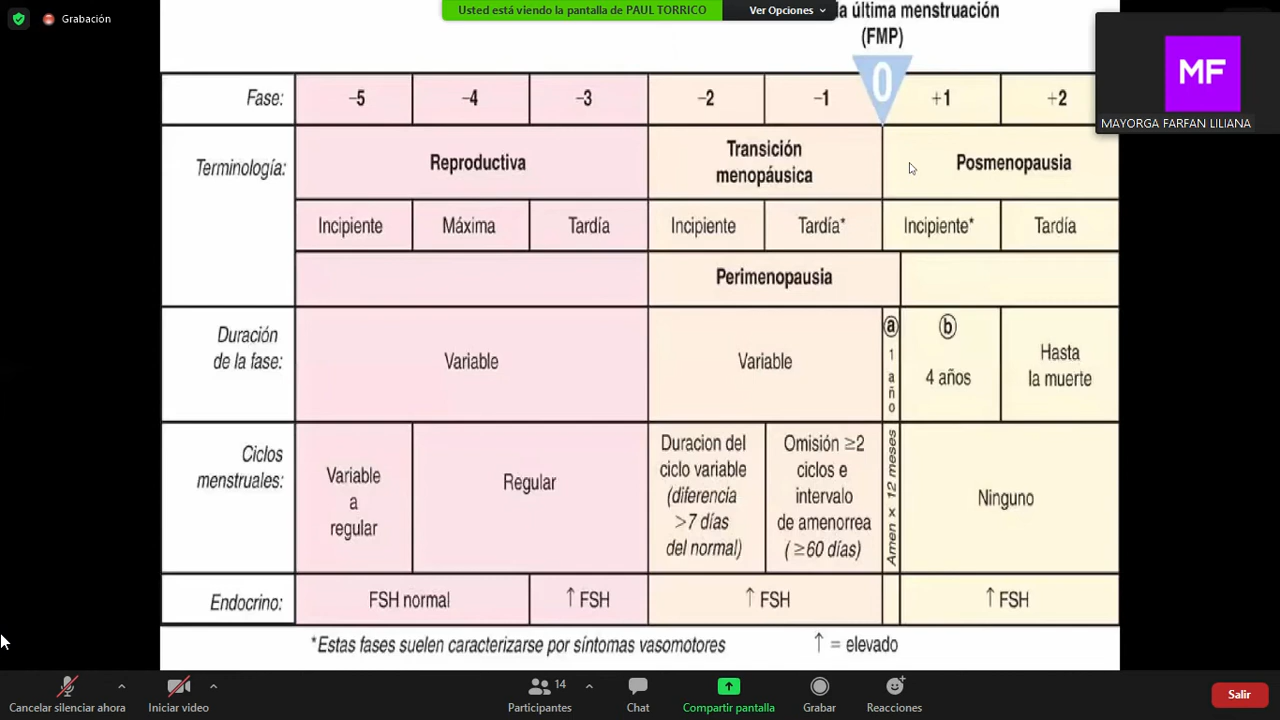 Grabación
Usted está viendo la pantalla de PAUL TORRICO
Ver Opciones
la última menstruación
(FMP)
MF
MAYORGA FARFAN LILIANA
Fase: −5 −4 −3 −2 −1 0 +1 +2
Terminología:
Reproductiva
Transición
menopáusica
Posmenopausia
Incipiente Máxima Tardía Incipiente Tardía* Incipiente* Tardía
Perimenopausia
Duración
de la fase:
Variable
Variable
a
1
a
ñ
o
b
4 años
Hasta
la muerte
Ciclos
menstruales:
Variable
a
regular
Regular
Duracion del
ciclo variable
(diferencia
>7 días
del normal)
Omisión ≥2
ciclos e
intervalo
de amenorrea
( ≥60 días)
Amen × 12 meses
Ninguno
Endocrino: FSH normal ↑ FSH ↑ FSH ↑ FSH
*Estas fases suelen caracterizarse por síntomas vasomotores ↑ = elevado
Cancelar silenciar ahora
Iniciar video
14
Participantes
Chat
Compartir pantalla
Grabar
Reacciones
Salir